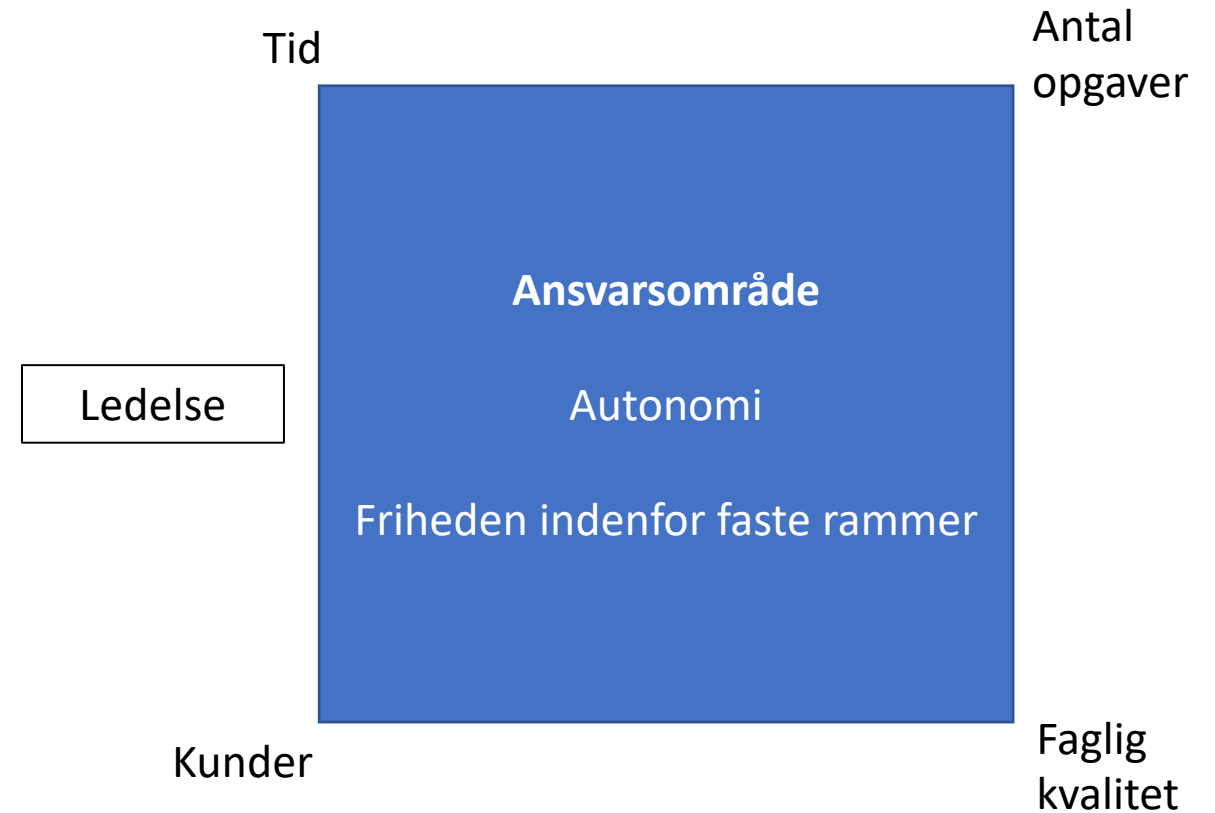 Tid
Antal
opgaver
Ansvarsområde
Ledelse
Autonomi
Friheden indenfor faste rammer
Kunder
Faglig
kvalitet